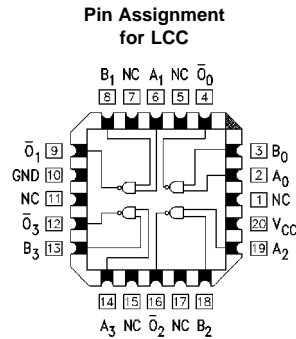 Pin Assignment
for LCC
B₁ NC A₁ NC Ō₀
8 7 6 5 4
Ō₁ 9
GND 10
NC 11
Ō₃ 12
B₃ 13
3 B₀
2 A₀
1 NC
20 V_CC
19 A₂
14 15 16 17 18
A₃ NC Ō₂ NC B₂